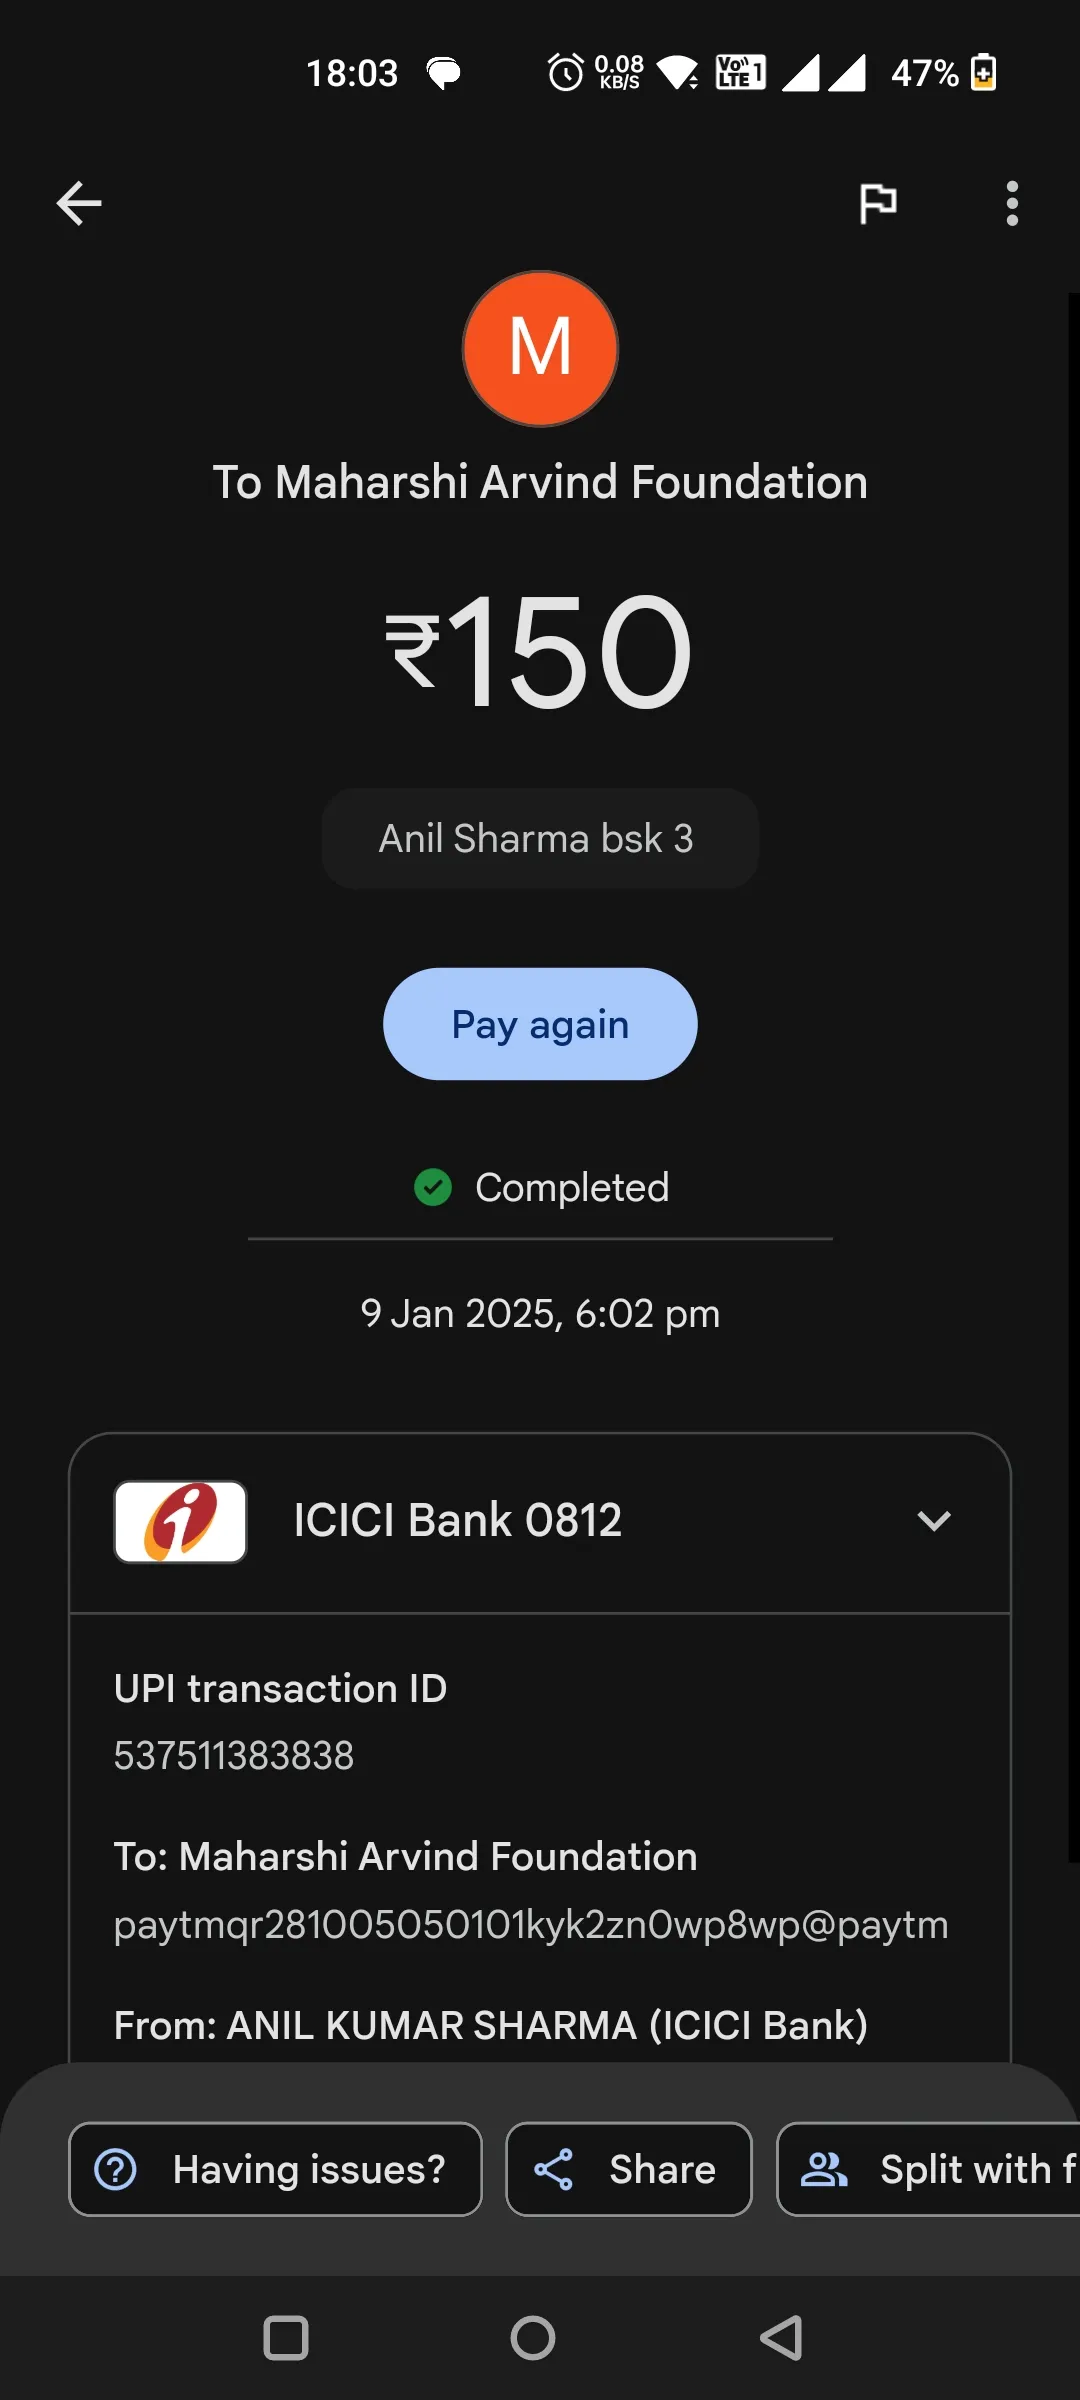 18:03 0.08 KB/S Vo)) LTE 1 47%
M
To Maharshi Arvind Foundation
₹150
Anil Sharma bsk 3
Pay again
Completed
9 Jan 2025, 6:02 pm
ICICI Bank 0812
UPI transaction ID
537511383838
To: Maharshi Arvind Foundation
paytmqr281005050101kyk2zn0wp8wp@paytm
From: ANIL KUMAR SHARMA (ICICI Bank)
Having issues? Share Split with f